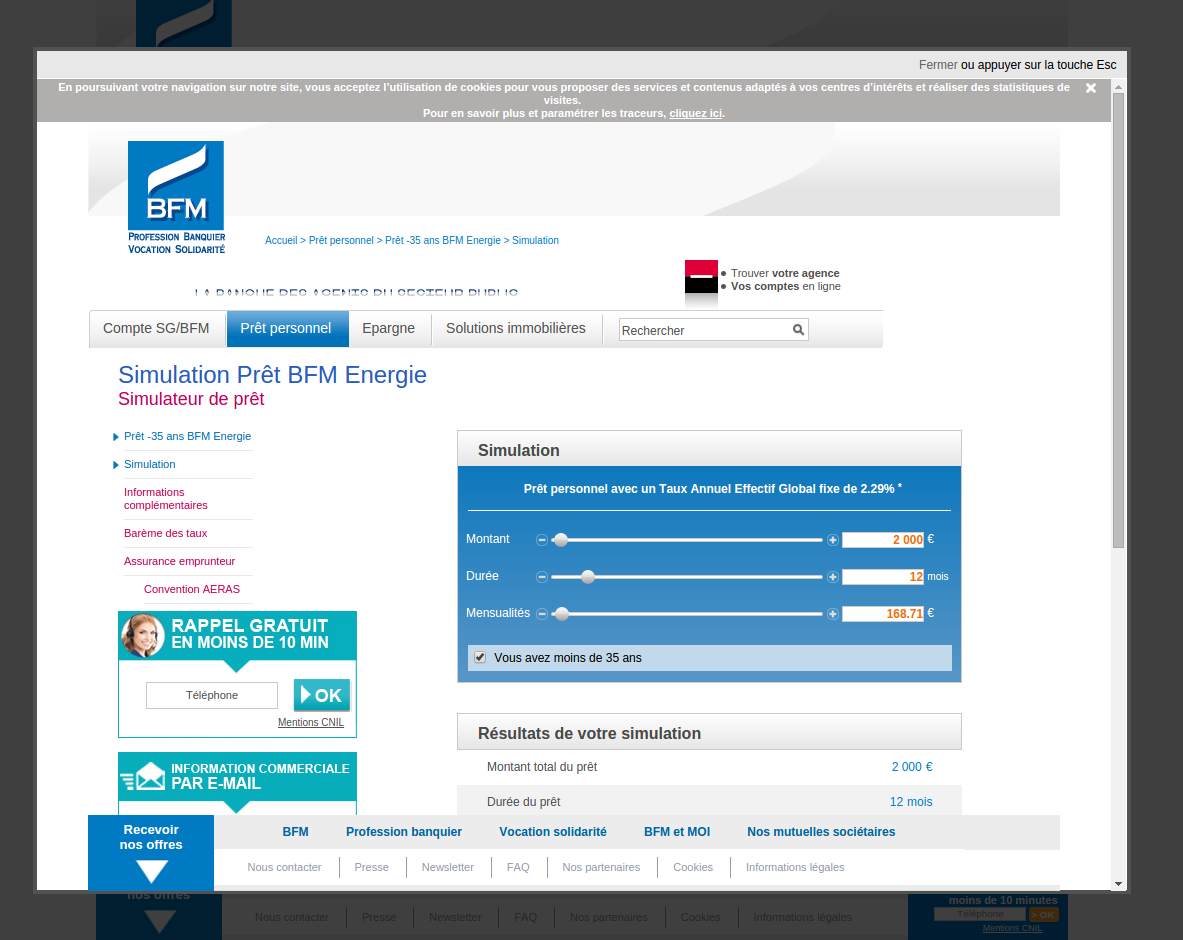 Fermer ou appuyer sur la touche Esc
En poursuivant votre navigation sur notre site, vous acceptez l'utilisation de cookies pour vous proposer des services et contenus adaptés à vos centres d'intérêts et réaliser des statistiques de
visites.
Pour en savoir plus et paramétrer les traceurs, cliquez ici.
BFM
PROFESSION BANQUIER
VOCATION SOLIDARITÉ
Accueil > Prêt personnel > Prêt -35 ans BFM Energie > Simulation
LA BANQUE DES AGENTS DU SECTEUR PUBLIC
Trouver votre agence
Vos comptes en ligne
Compte SG/BFM
Prêt personnel
Epargne
Solutions immobilières
Rechercher
Simulation Prêt BFM Energie
Simulateur de prêt
Prêt -35 ans BFM Energie
Simulation
Informations
complémentaires
Barème des taux
Assurance emprunteur
Convention AERAS
RAPPEL GRATUIT
EN MOINS DE 10 MIN
Téléphone
OK
Mentions CNIL
INFORMATION COMMERCIALE
PAR E-MAIL
Simulation
Prêt personnel avec un Taux Annuel Effectif Global fixe de 2.29% *
Montant 2 000 €
Durée 12 mois
Mensualités 168.71 €
Vous avez moins de 35 ans
Résultats de votre simulation
Montant total du prêt 2 000 €
Durée du prêt 12 mois
Recevoir
nos offres
BFM
Profession banquier
Vocation solidarité
BFM et MOI
Nos mutuelles sociétaires
Nous contacter
Presse
Newsletter
FAQ
Nos partenaires
Cookies
Informations légales
nos offres
Nous contacter
Presse
Newsletter
FAQ
Nos partenaires
Cookies
Informations légales
moins de 10 minutes
Téléphone
> OK
Mentions CNIL